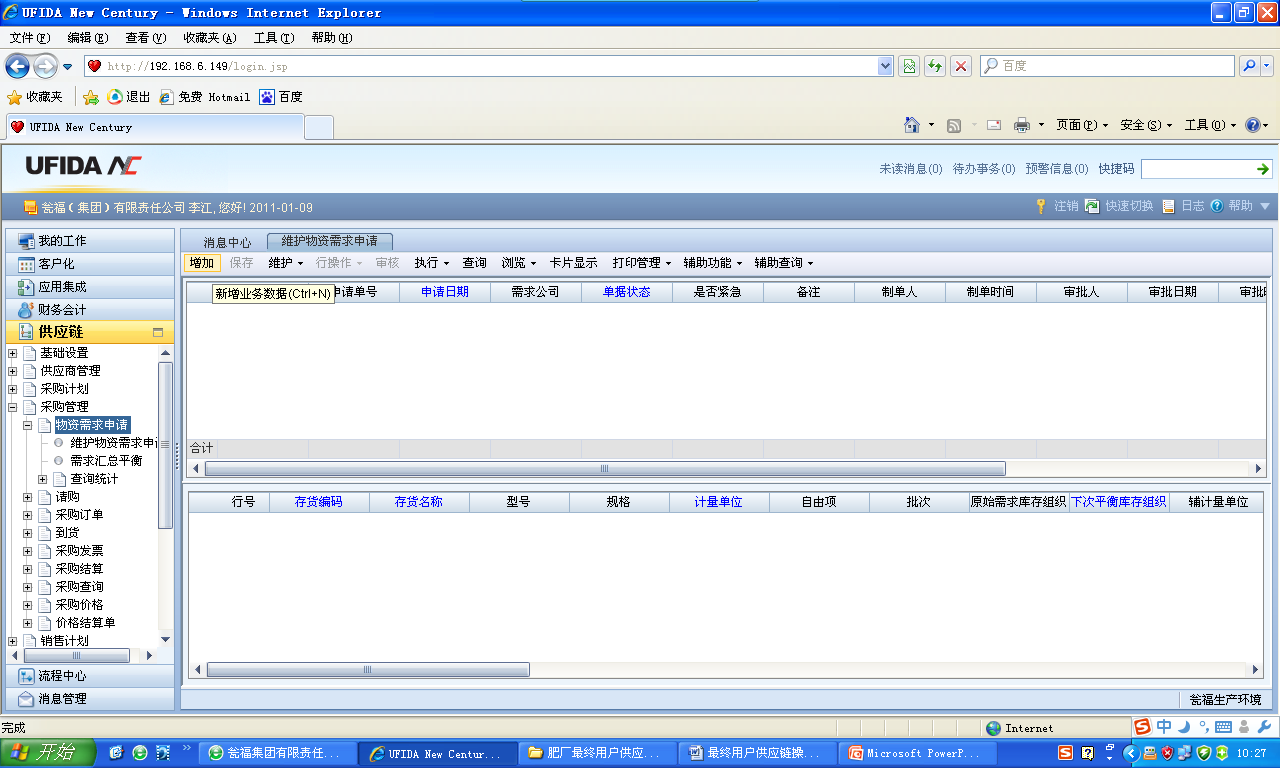 UFIDA New Century - Windows Internet Explorer
文件(F) 编辑(E) 查看(V) 收藏夹(A) 工具(T) 帮助(H)
http://192.168.6.149/login.jsp 百度
收藏夹 退出 免费 Hotmail 百度
UFIDA New Century 页面(P) 安全(S) 工具(O)
UFIDA NC 未读消息(0) 待办事务(0) 预警信息(0) 快捷码
瓮福(集团)有限责任公司 李江,您好! 2011-01-09 注销 快速切换 日志 帮助
我的工作
客户化
应用集成
财务会计
供应链
基础设置
供应商管理
采购计划
采购管理
物资需求申请
维护物资需求申请
需求汇总平衡
查询统计
请购
采购订单
到货
采购发票
采购结算
采购查询
采购价格
价格结算单
销售计划
流程中心
消息管理
消息中心 维护物资需求申请
增加 保存 维护 行操作 审核 执行 查询 浏览 卡片显示 打印管理 辅助功能 辅助查询
新增业务数据(Ctrl+N) 申请单号 申请日期 需求公司 单据状态 是否紧急 备注 制单人 制单时间 审批人 审批日期
合计
行号 存货编码 存货名称 型号 规格 计量单位 自由项 批次 原始需求库存组织 下次平衡库存组织 辅计量单位
瓮福生产环境
完成 Internet 中
开始 瓮福集团有限责任... UFIDA New Centur... 肥厂最终用户供应... 最终用户供应链操... Microsoft PowerP... 10:27